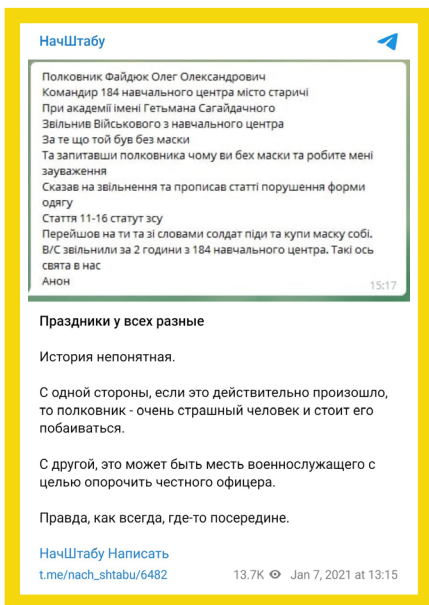 НачШтабу
Полковник Файдюк Олег Олександрович
Командир 184 навчального центра місто старичі
При академії імені Гетьмана Сагайдачного
Звільнив Військового з навчального центра
За те що той був без маски
Та запитавши полковника чому ви бех маски та робите мені
зауваження
Сказав на звільнення та прописав статті порушення форми
одягу
Стаття 11-16 статут зсу
Перейшов на ти та зі словами солдат піди та купи маску собі.
В/С звільнили за 2 години з 184 навчального центра. Такі ось
свята в нас
Анон
15:17
Праздники у всех разные
История непонятная.
С одной стороны, если это действительно произошло,
то полковник - очень страшный человек и стоит его
побаиваться.
С другой, это может быть месть военнослужащего с
целью опорочить честного офицера.
Правда, как всегда, где-то посередине.
НачШтабу Написать
t.me/nach_shtabu/6482 13.7K Jan 7, 2021 at 13:15